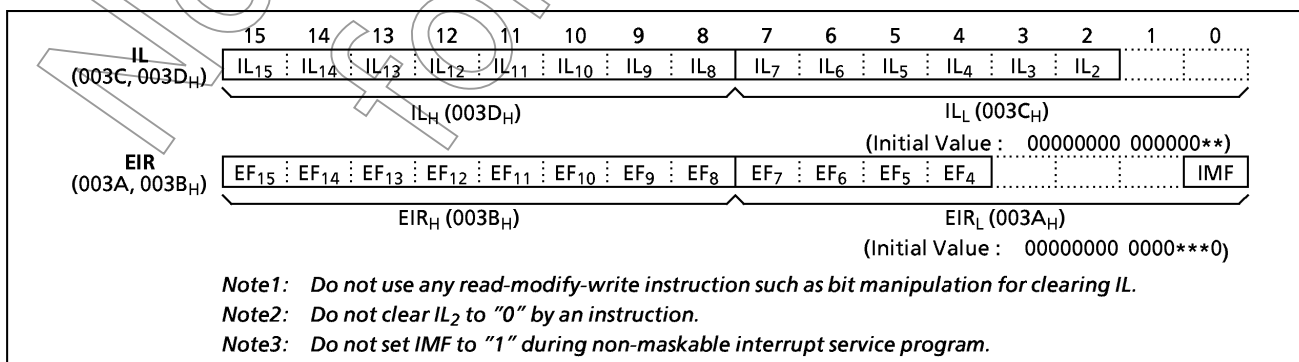 15 14 13 12 11 10 9 8 7 6 5 4 3 2 1 0
IL
(003C, 003DH)
IL15 IL14 IL13 IL12 IL11 IL10 IL9 IL8 IL7 IL6 IL5 IL4 IL3 IL2
ILH (003DH) ILL (003CH)
(Initial Value : 00000000 000000**)
EIR
(003A, 003BH)
EF15 EF14 EF13 EF12 EF11 EF10 EF9 EF8 EF7 EF6 EF5 EF4 IMF
EIRH (003BH) EIRL (003AH)
(Initial Value : 00000000 0000***0)
Note1: Do not use any read-modify-write instruction such as bit manipulation for clearing IL.
Note2: Do not clear IL2 to "0" by an instruction.
Note3: Do not set IMF to "1" during non-maskable interrupt service program.